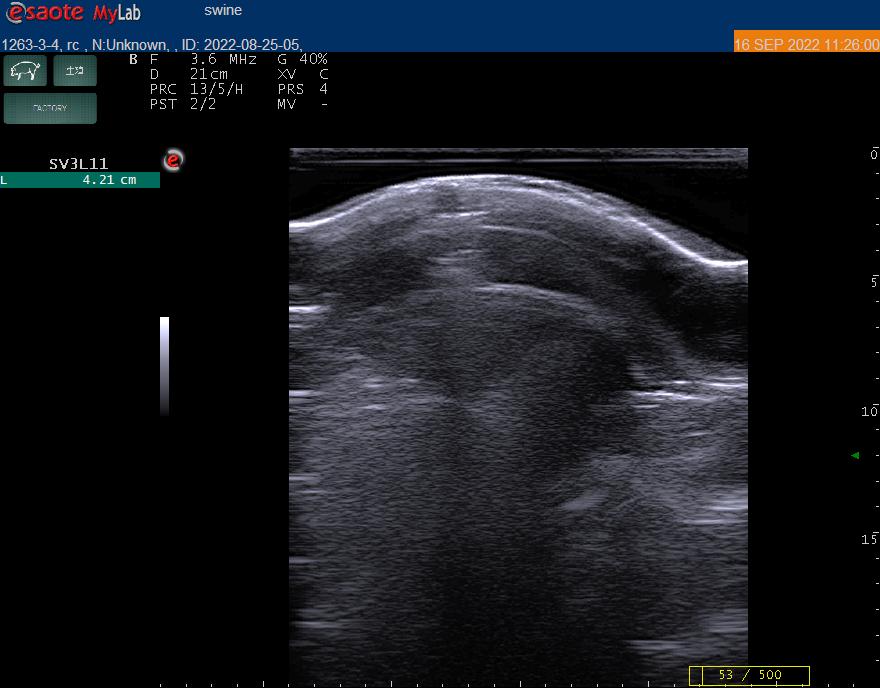 esaote MyLab
swine
1263-3-4, rc , N:Unknown, , ID: 2022-08-25-05,
16 SEP 2022 11:26:00
B F 3.6 MHz G 40%
D 21cm XV C
PRC 13/5/H PRS 4
PST 2/2 MV -
FACTORY
SV3L11
e
L 4.21 cm
0
5
10
15
53 / 500